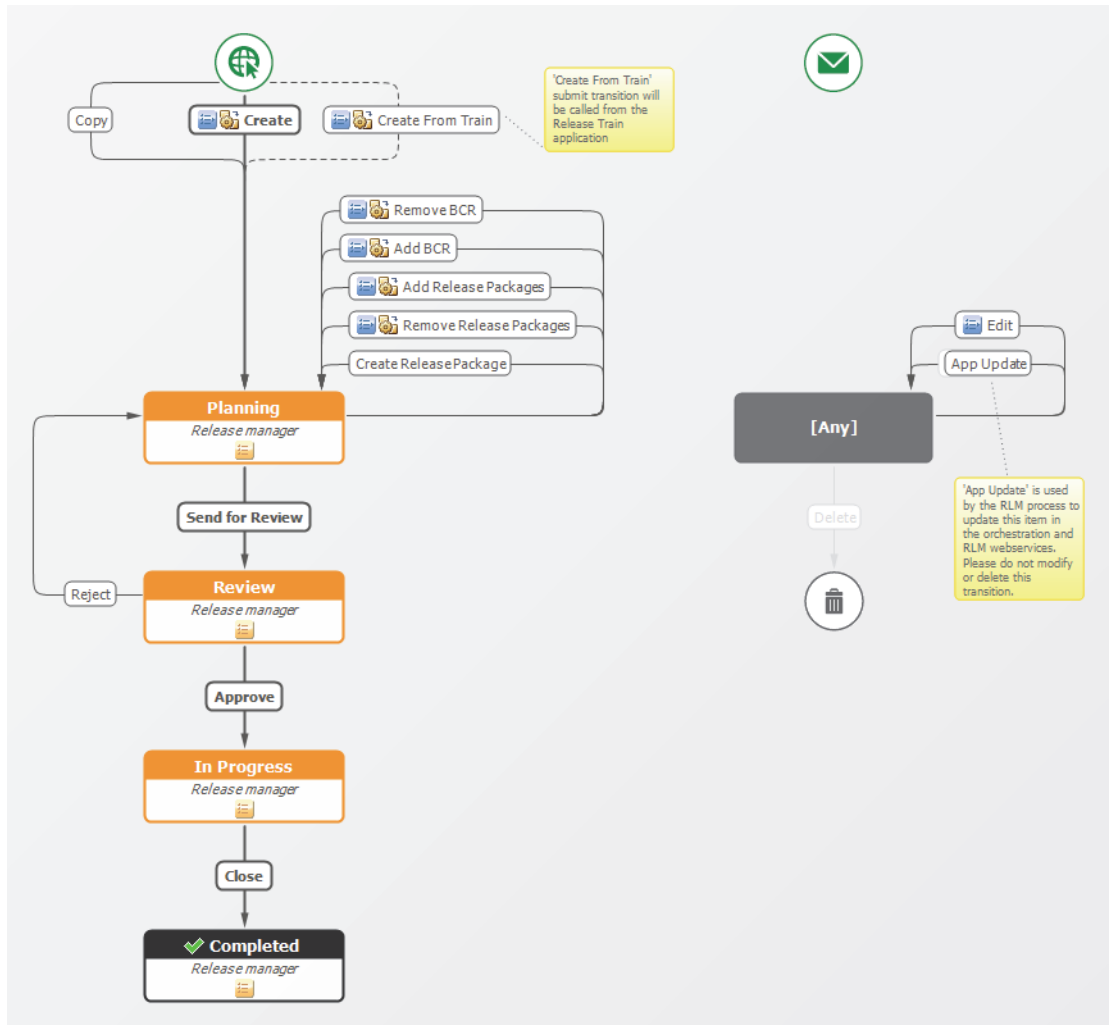 Copy
Create
Create From Train
'Create From Train'
submit transition will
be called from the
Release Train
application
Remove BCR
Add BCR
Add Release Packages
Remove Release Packages
Create Release Package
Planning
Release manager
Send for Review
Review
Release manager
Reject
Approve
In Progress
Release manager
Close
Completed
Release manager
Edit
App Update
[Any]
Delete
'App Update' is used
by the RLM process to
update this item in
the orchestration and
RLM webservices.
Please do not modify
or delete this
transition.